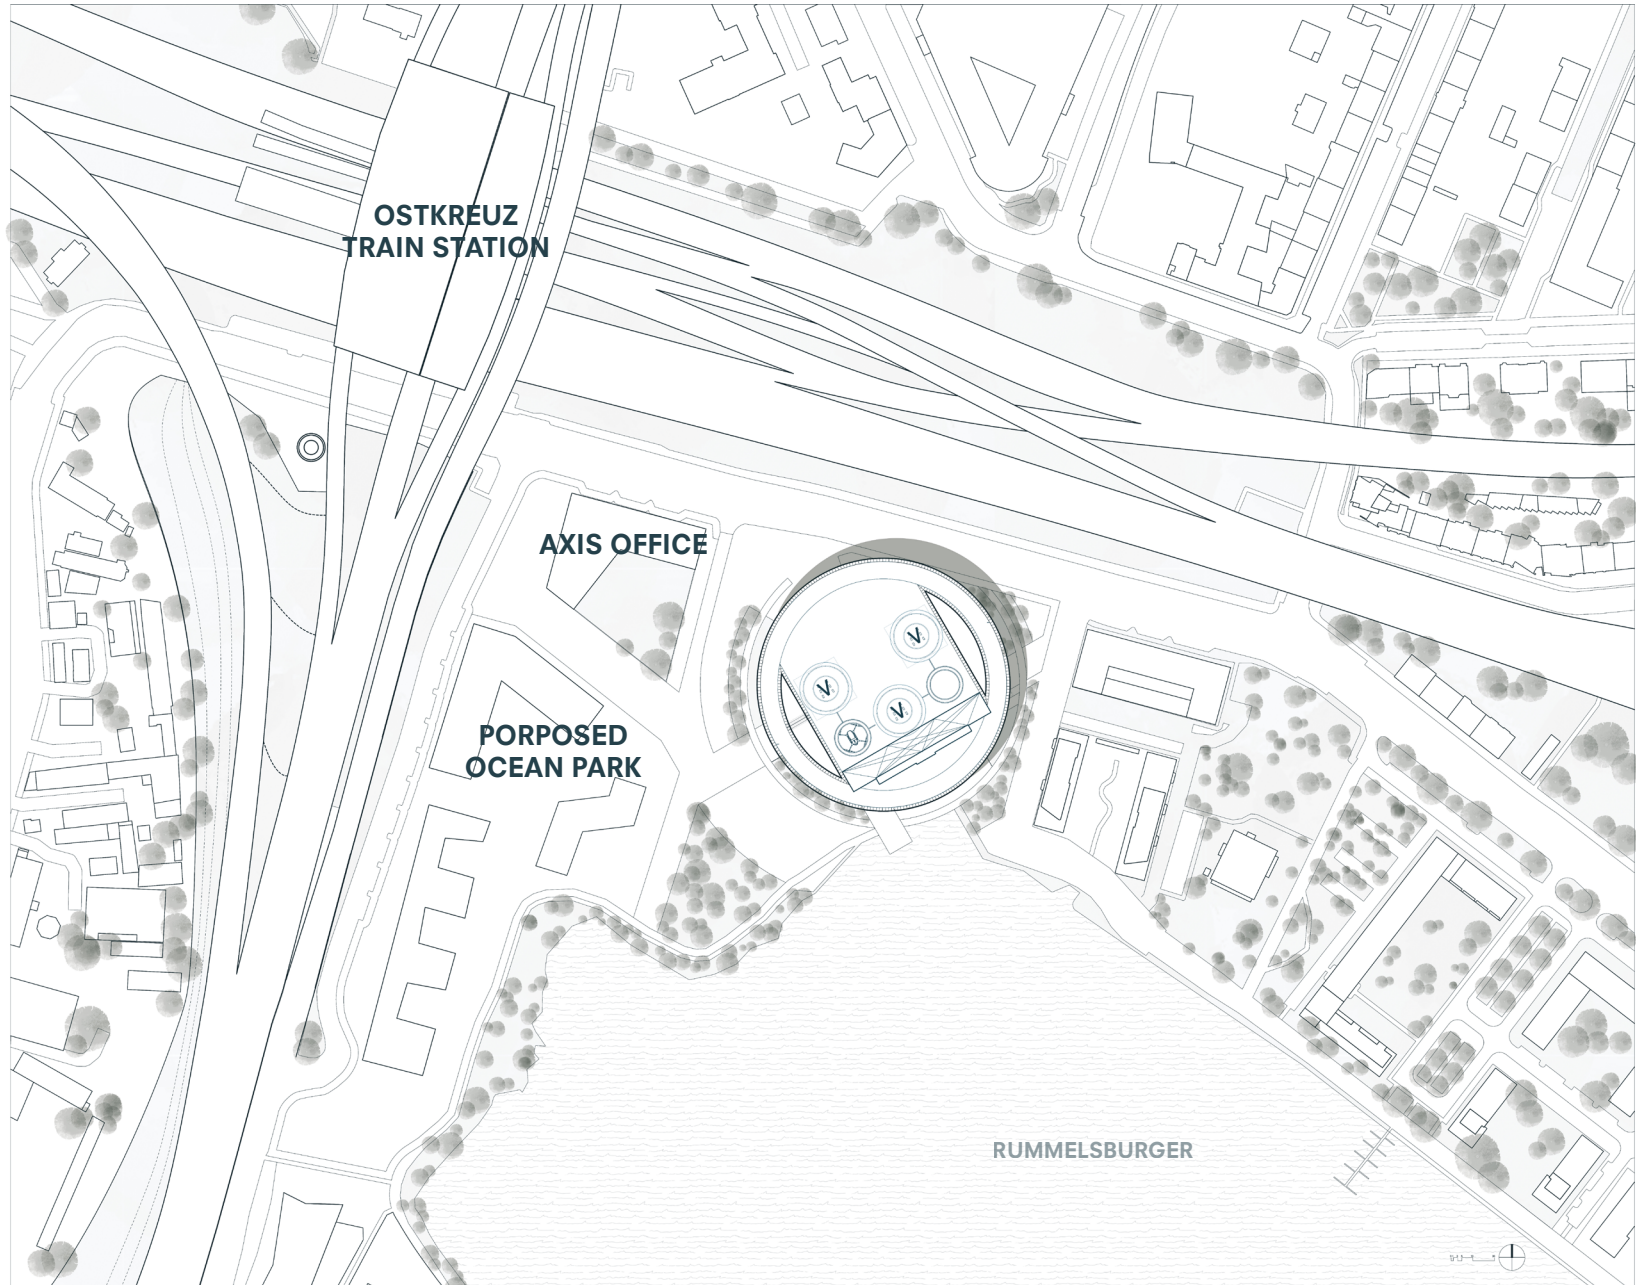 OSTKREUZ
TRAIN STATION
AXIS OFFICE
V
V
V
PORPOSED
OCEAN PARK
RUMMELSBURGER